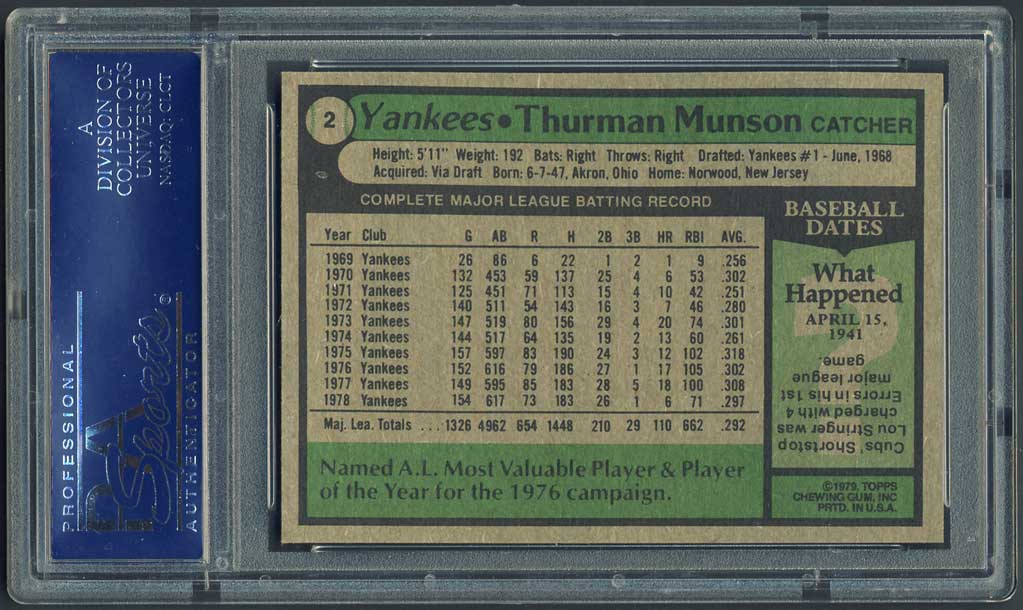 A
DIVISION OF
COLLECTORS
UNIVERSE
NASDAQ: CLCT
PROFESSIONAL
PSA
Sports®
AUTHENTICATOR
2 Yankees • Thurman Munson CATCHER
Height: 5'11" Weight: 192 Bats: Right Throws: Right Drafted: Yankees #1 - June, 1968
Acquired: Via Draft Born: 6-7-47, Akron, Ohio Home: Norwood, New Jersey
COMPLETE MAJOR LEAGUE BATTING RECORD
Year Club G AB R H 2B 3B HR RBI AVG.
1969 Yankees 26 86 6 22 1 2 1 9 .256
1970 Yankees 132 453 59 137 25 4 6 53 .302
1971 Yankees 125 451 71 113 15 4 10 42 .251
1972 Yankees 140 511 54 143 16 3 7 46 .280
1973 Yankees 147 519 80 156 29 4 20 74 .301
1974 Yankees 144 517 64 135 19 2 13 60 .261
1975 Yankees 157 597 83 190 24 3 12 102 .318
1976 Yankees 152 616 79 186 27 1 17 105 .302
1977 Yankees 149 595 85 183 28 5 18 100 .308
1978 Yankees 154 617 73 183 26 1 6 71 .297
Maj. Lea. Totals ... 1326 4962 654 1448 210 29 110 662 .292
Named A.L. Most Valuable Player & Player
of the Year for the 1976 campaign.
BASEBALL
DATES
What
Happened
APRIL 15,
1941
Cubs' Shortstop
Lou Stringer was
charged with 4
Errors in his 1st
major league
game.
©1979, TOPPS
CHEWING GUM, INC
PRTD. IN U.S.A.